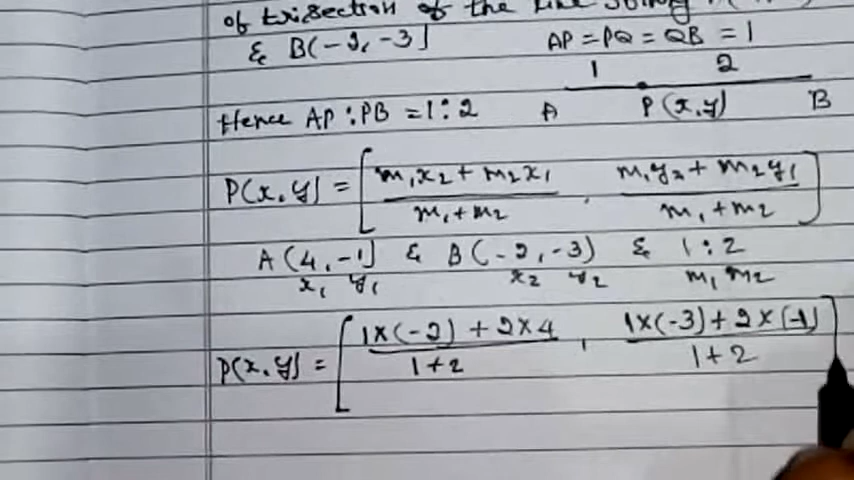 of trisection of the line joining
& B(-2, -3) AP = PQ = QB = 1
1 2
Hence AP : PB = 1 : 2 A P(x, y) B
P(x, y) = [ m₁x₂ + m₂x₁ / m₁ + m₂ , m₁y₂ + m₂y₁ / m₁ + m₂ ]
A (4, -1) & B (-2, -3) & 1 : 2
x₁ y₁ x₂ y₂ m₁ m₂
P(x, y) = [ 1×(-2) + 2×4 / 1+2 , 1×(-3) + 2×(-1) / 1+2 ]